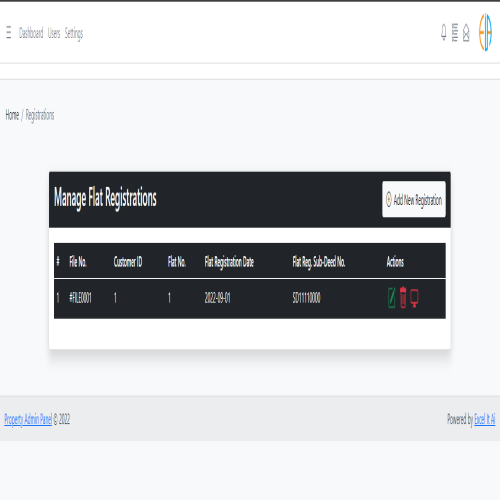 Dashboard Users Settings
Home / Registrations
Manage Flat Registrations
Add New Registration
# File No. Customer ID Flat No. Flat Registration Date Flat Reg. Sub-Deed No. Actions
1 #FILE0001 1 1 2022-09-01 SD11110000
Property Admin Panel © 2022 Powered by Excel It Ai